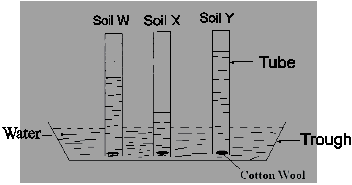 Soil W Soil X Soil Y
Tube
Water
Trough
Cotton Wool